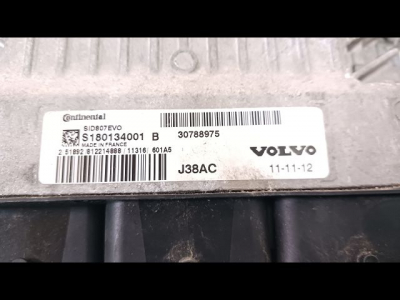 Continental
SID807EVO
S180134001 B 30788975
MADE IN FRANCE
VOLVO
J38AC 11-11-12